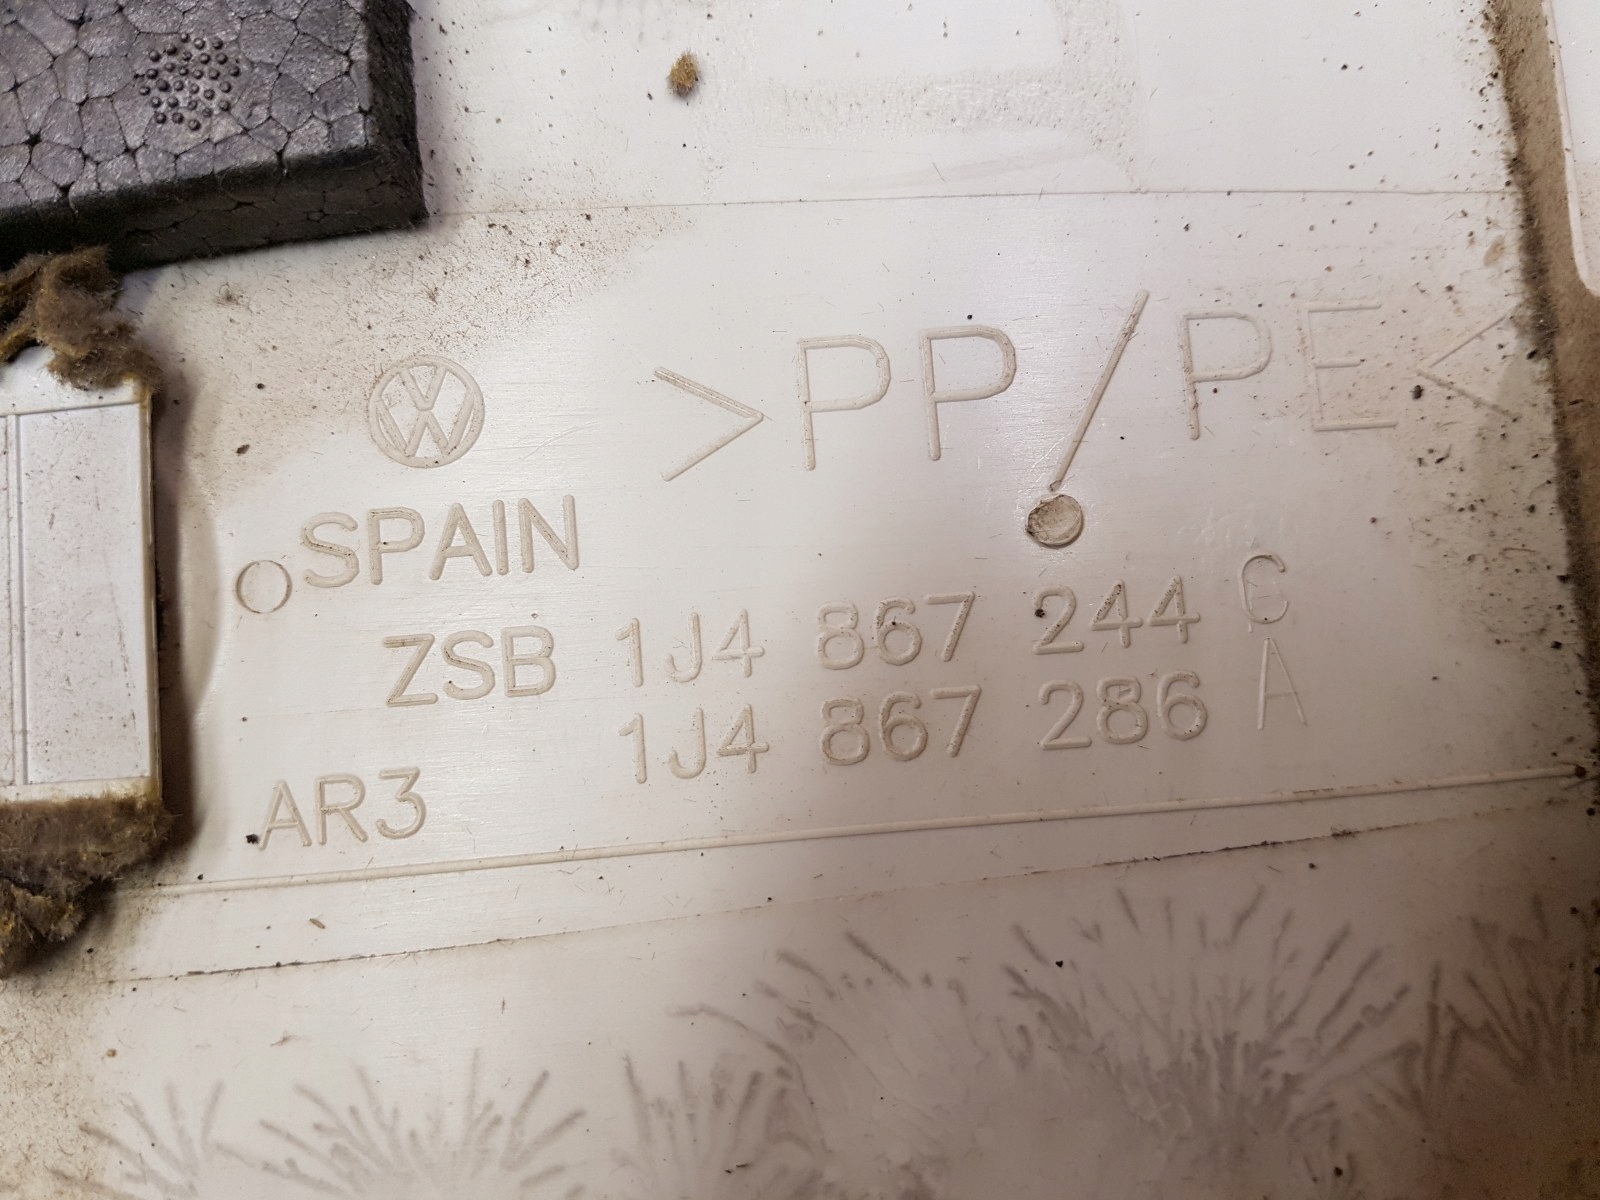 >PP/PE<
SPAIN
ZSB 1J4 867 244 C
1J4 867 286 A
AR3